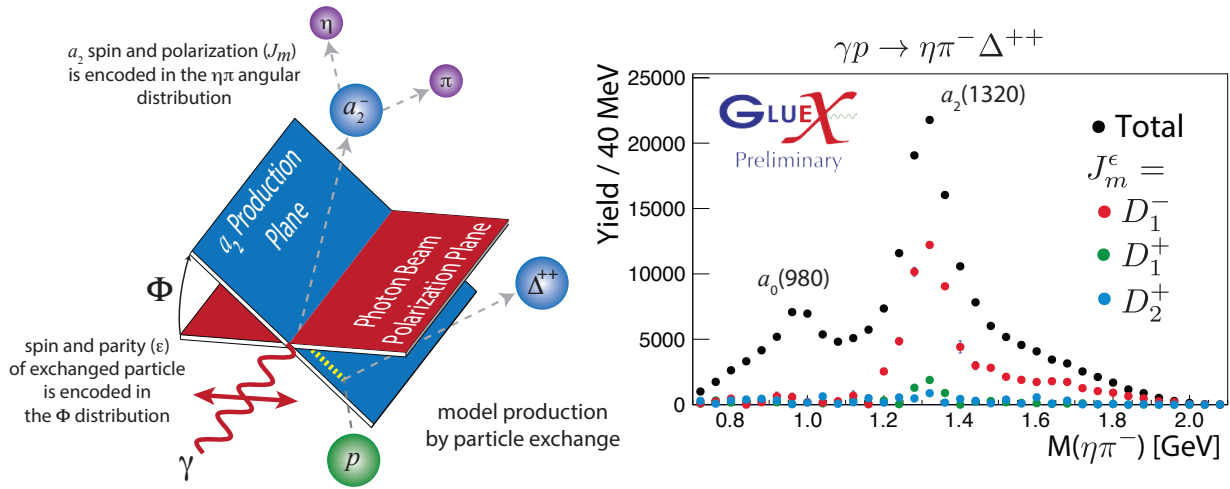 η
a₂ spin and polarization (Jm)
is encoded in the ηπ angular
distribution
π
a₂⁻
a₂ Production
Plane
Photon Beam
Polarization Plane
Δ⁺⁺
Φ
spin and parity (ε)
of exchanged particle
is encoded in
the Φ distribution
model production
by particle exchange
γ
p
γp → ηπ⁻Δ⁺⁺
Yield / 40 MeV
25000
20000
15000
10000
5000
0
GLUEX
Preliminary
a₂(1320)
a₀(980)
Total
J^ϵ_m =
D₁⁻
D₁⁺
D₂⁺
0.8 1.0 1.2 1.4 1.6 1.8 2.0
M(ηπ⁻) [GeV]